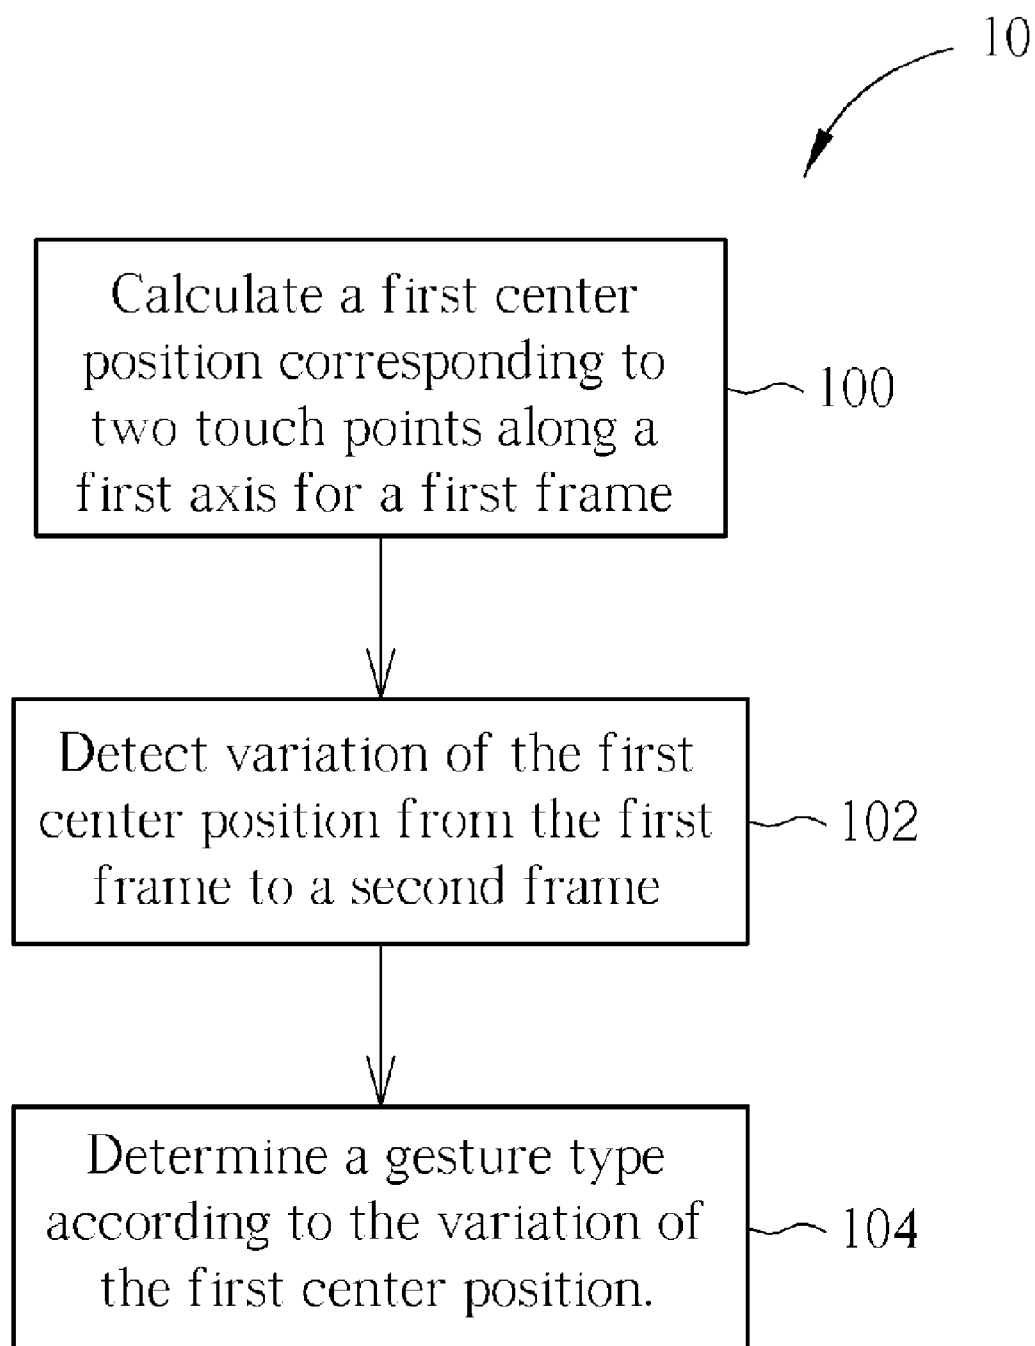 10
Calculate a first center
position corresponding to
two touch points along a
first axis for a first frame
100
Detect variation of the first
center position from the first
frame to a second frame
102
Determine a gesture type
according to the variation of
the first center position.
104